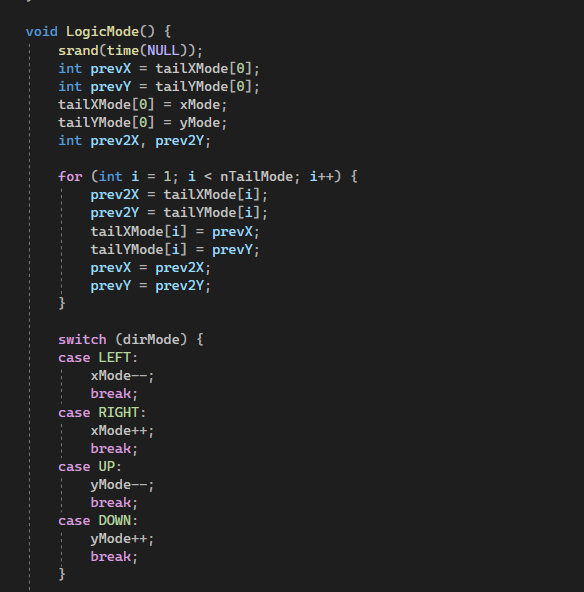 void LogicMode() {
    srand(time(NULL));
    int prevX = tailXMode[0];
    int prevY = tailYMode[0];
    tailXMode[0] = xMode;
    tailYMode[0] = yMode;
    int prev2X, prev2Y;

    for (int i = 1; i < nTailMode; i++) {
        prev2X = tailXMode[i];
        prev2Y = tailYMode[i];
        tailXMode[i] = prevX;
        tailYMode[i] = prevY;
        prevX = prev2X;
        prevY = prev2Y;
    }

    switch (dirMode) {
    case LEFT:
        xMode--;
        break;
    case RIGHT:
        xMode++;
        break;
    case UP:
        yMode--;
        break;
    case DOWN:
        yMode++;
        break;
    }